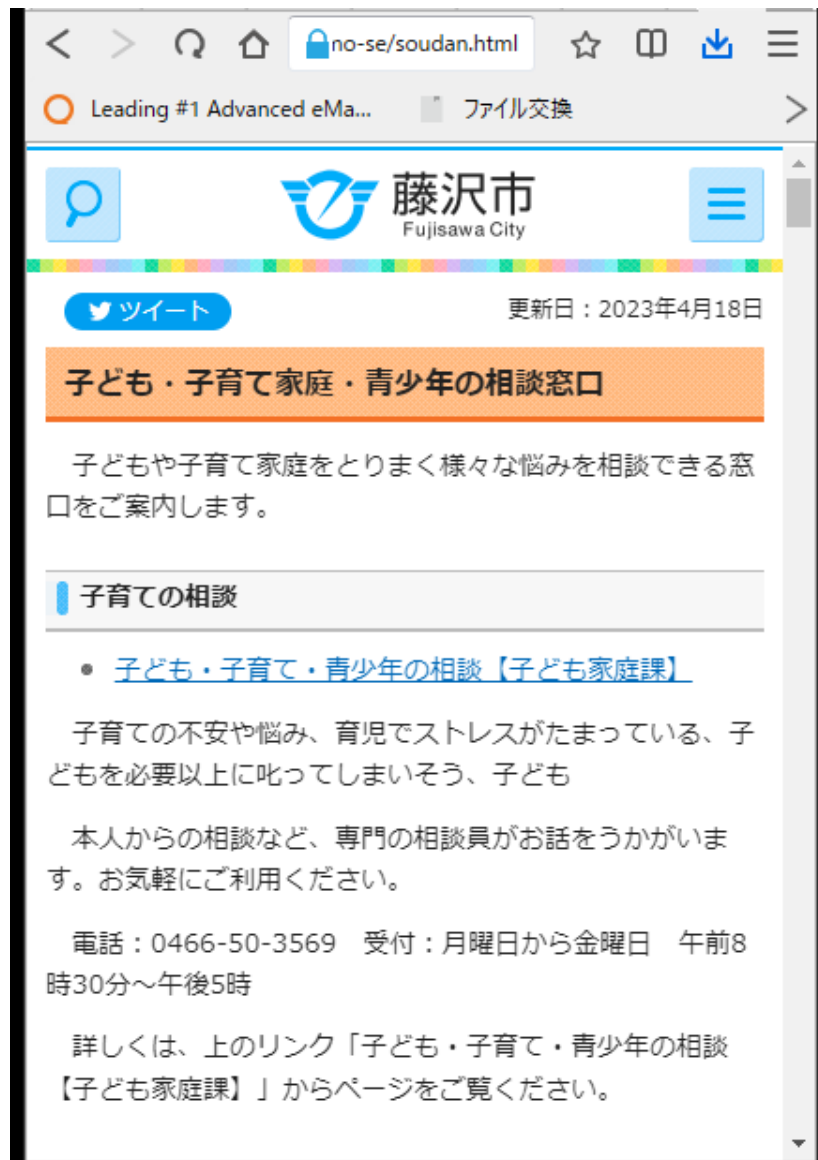 no-se/soudan.html
Leading #1 Advanced eMa...
ファイル交換
藤沢市
Fujisawa City
ツイート
更新日：2023年4月18日
子ども・子育て家庭・青少年の相談窓口
子どもや子育て家庭をとりまく様々な悩みを相談できる窓
口をご案内します。
子育ての相談
子ども・子育て・青少年の相談【子ども家庭課】
子育ての不安や悩み、育児でストレスがたまっている、子
どもを必要以上に叱ってしまいそう、子ども
本人からの相談など、専門の相談員がお話をうかがいま
す。お気軽にご利用ください。
電話：0466-50-3569　受付：月曜日から金曜日　午前8
時30分～午後5時
詳しくは、上のリンク「子ども・子育て・青少年の相談
【子ども家庭課】」からページをご覧ください。